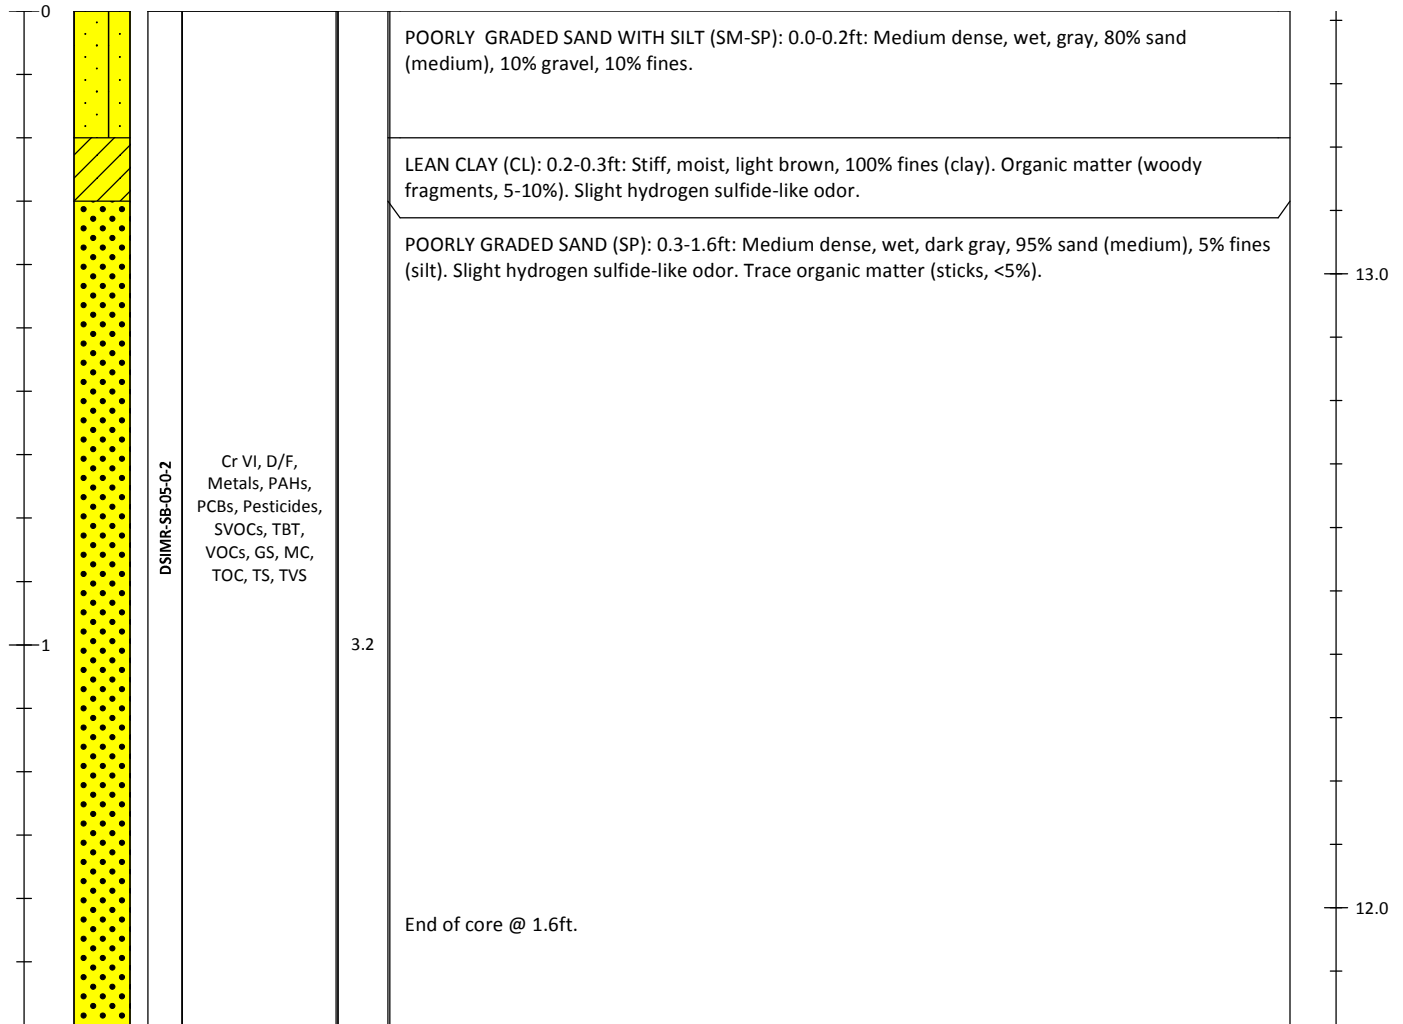 0
POORLY  GRADED SAND WITH SILT (SM-SP): 0.0-0.2ft: Medium dense, wet, gray, 80% sand
(medium), 10% gravel, 10% fines.
LEAN CLAY (CL): 0.2-0.3ft: Stiff, moist, light brown, 100% fines (clay). Organic matter (woody
fragments, 5-10%). Slight hydrogen sulfide-like odor.
POORLY GRADED SAND (SP): 0.3-1.6ft: Medium dense, wet, dark gray, 95% sand (medium), 5% fines
(silt). Slight hydrogen sulfide-like odor. Trace organic matter (sticks, <5%).
13.0
DSIMR-SB-05-0-2
Cr VI, D/F,
Metals, PAHs,
PCBs, Pesticides,
SVOCs, TBT,
VOCs, GS, MC,
TOC, TS, TVS
1
3.2
12.0
End of core @ 1.6ft.